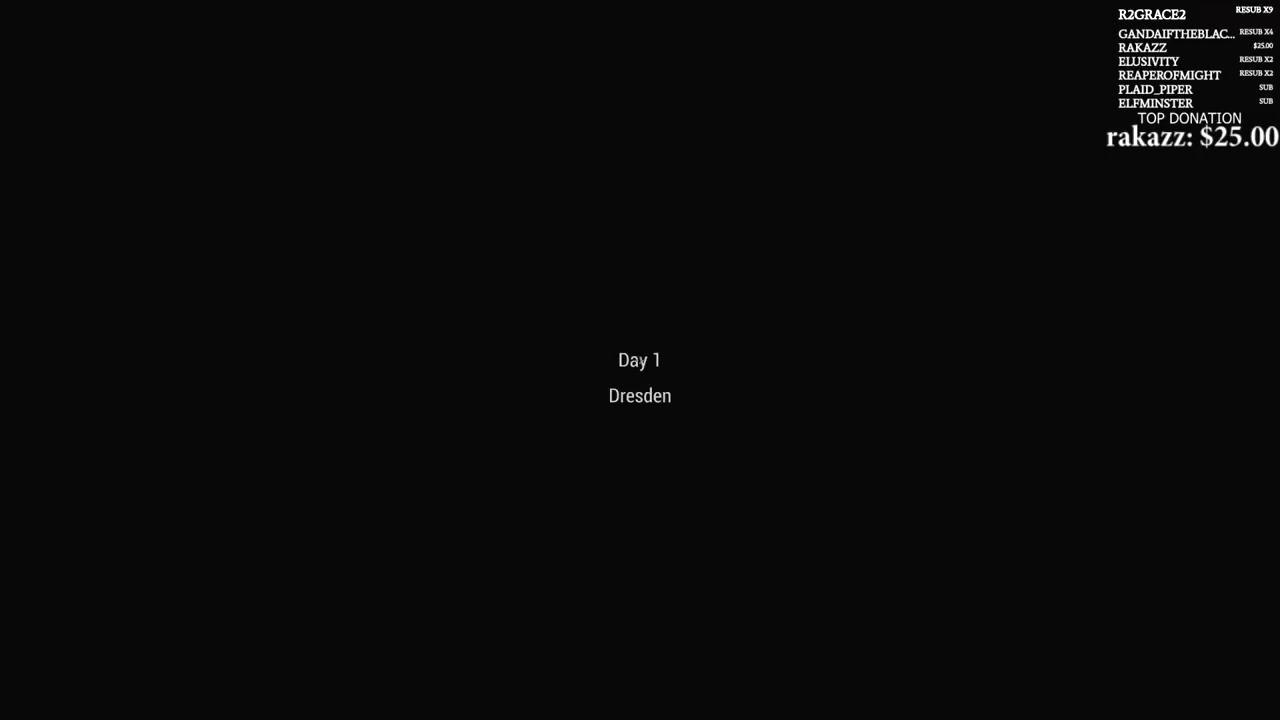 R2GRACE2 RESUB X9
GANDAIFTHEBLAC... RESUB X4
RAKAZZ $25.00
ELUSIVITY RESUB X2
REAPEROFMIGHT RESUB X2
PLAID_PIPER SUB
ELFMINSTER SUB
TOP DONATION
rakazz: $25.00
Day 1
Dresden